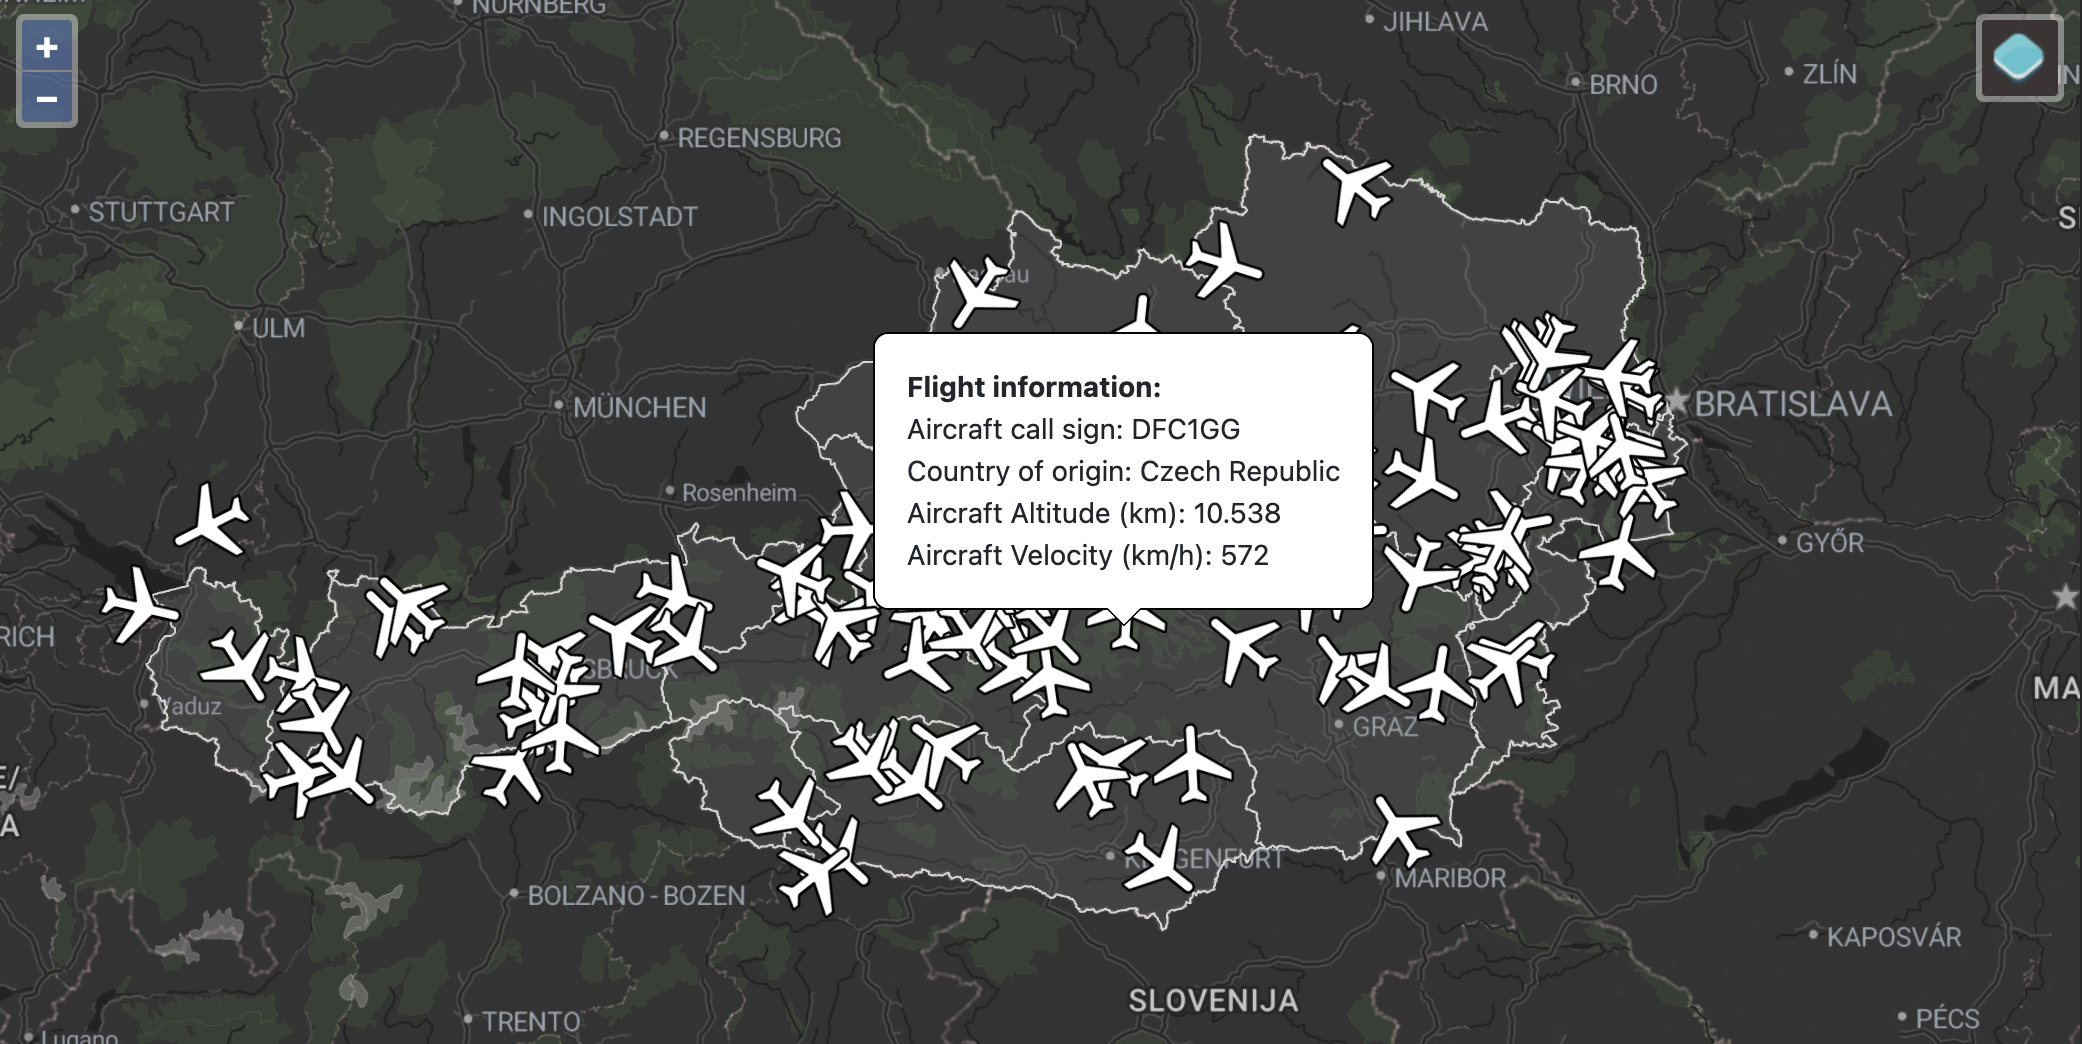 NÜRNBERG
JIHLAVA
BRNO
ZLÍN
REGENSBURG
STUTTGART
INGOLSTADT
ULM
MÜNCHEN
Flight information:
Aircraft call sign: DFC1GG
Country of origin: Czech Republic
Aircraft Altitude (km): 10.538
Aircraft Velocity (km/h): 572
BRATISLAVA
Rosenheim
GYŐR
Vaduz
GRAZ
MARIBOR
BOLZANO - BOZEN
KAPOSVÁR
SLOVENIJA
TRENTO
PÉCS
Lugano
+
−